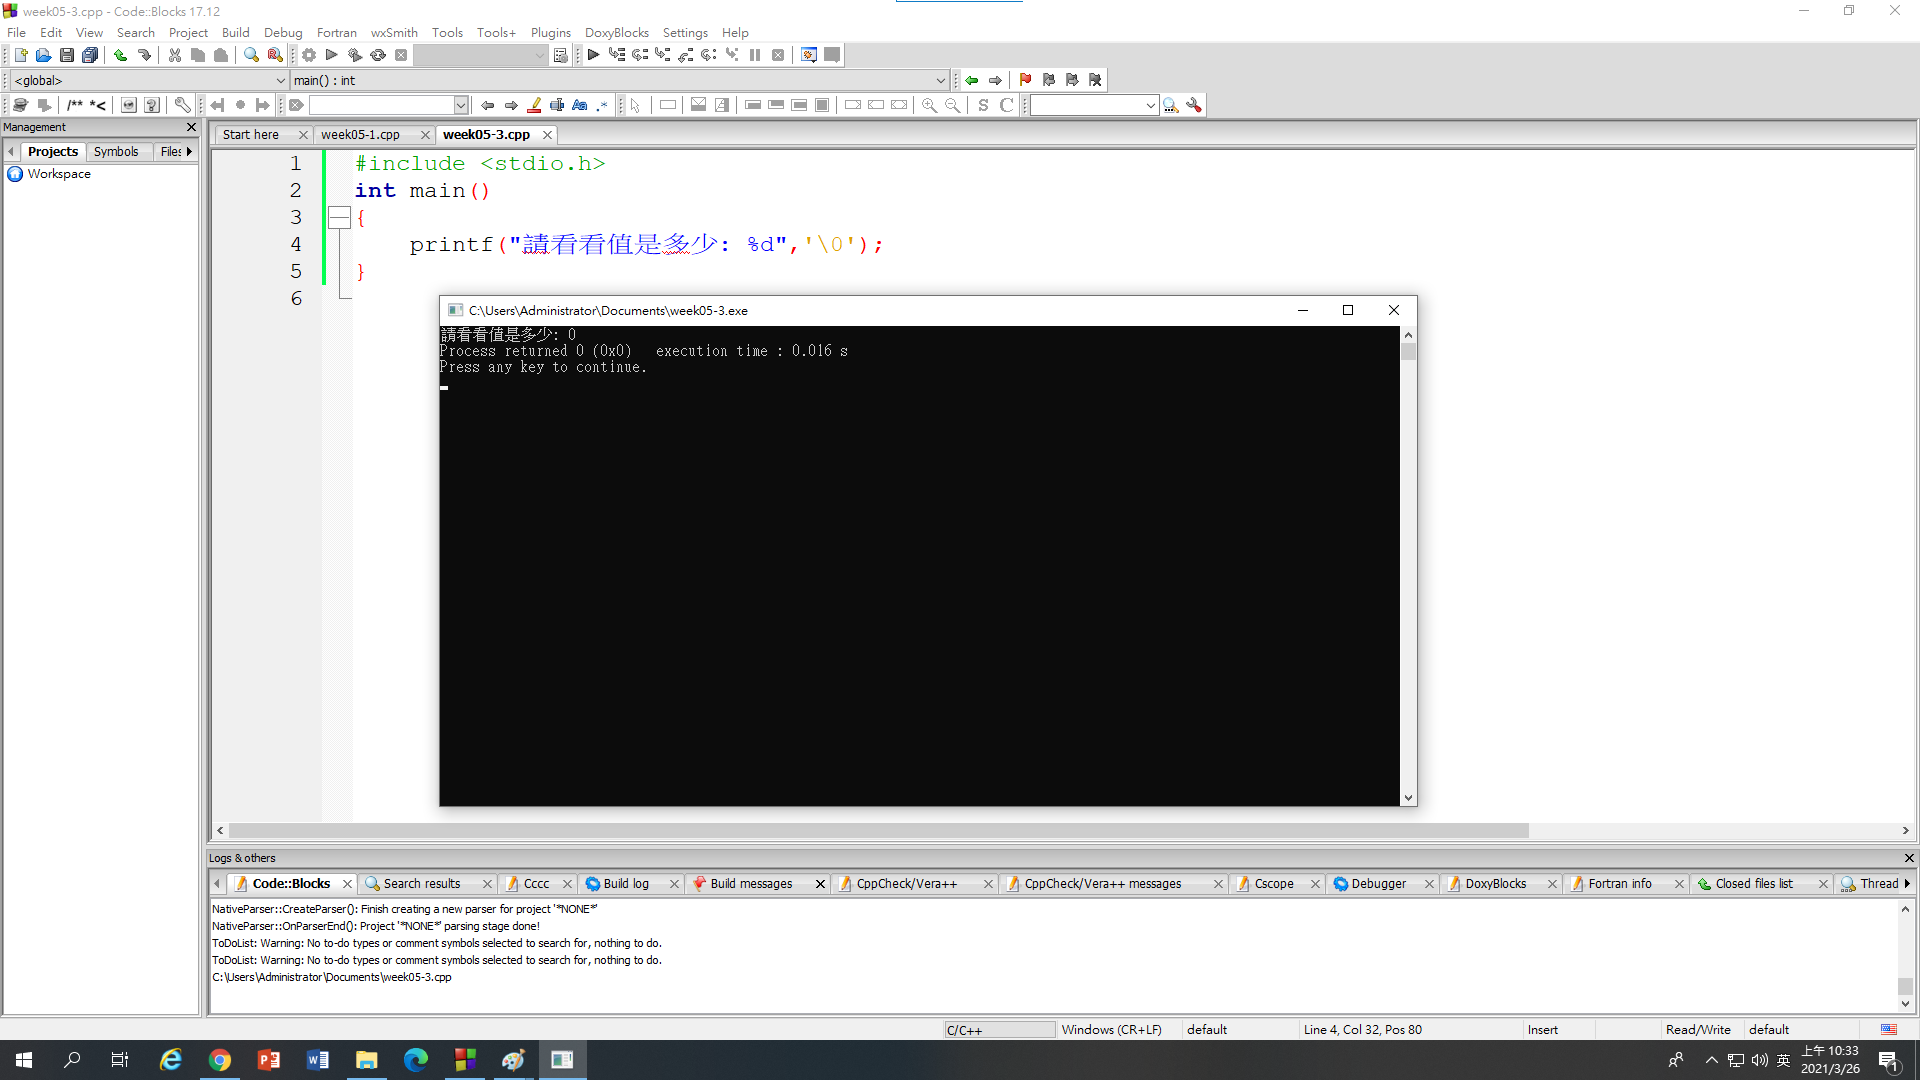 week05-3.cpp - Code::Blocks 17.12
File Edit View Search Project Build Debug Fortran wxSmith Tools Tools+ Plugins DoxyBlocks Settings Help
<global> main() : int
/** *<
Aa .* S C
Management
Start here week05-1.cpp week05-3.cpp
Projects Symbols Files
Workspace
1 #include <stdio.h>
2 int main()
3 {
4 printf("請看看值是多少: %d",'\0');
5 }
6
C:\Users\Administrator\Documents\week05-3.exe
請看看值是多少: 0
Process returned 0 (0x0) execution time : 0.016 s
Press any key to continue.
Logs & others
Code::Blocks Search results Cccc Build log Build messages CppCheck/Vera++ CppCheck/Vera++ messages Cscope Debugger DoxyBlocks Fortran info Closed files list Thread
NativeParser::CreateParser(): Finish creating a new parser for project '*NONE*'
NativeParser::OnParserEnd(): Project '*NONE*' parsing stage done!
ToDoList: Warning: No to-do types or comment symbols selected to search for, nothing to do.
ToDoList: Warning: No to-do types or comment symbols selected to search for, nothing to do.
C:\Users\Administrator\Documents\week05-3.cpp
C/C++ Windows (CR+LF) default Line 4, Col 32, Pos 80 Insert Read/Write default
英
上午 10:33
2021/3/26
1